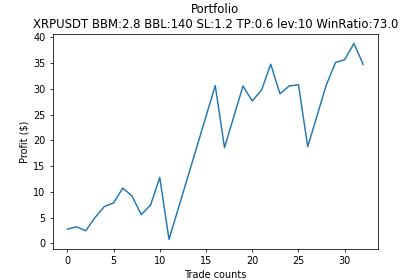 Portfolio
XRPUSDT BBM:2.8 BBL:140 SL:1.2 TP:0.6 lev:10 WinRatio:73.0
40
35
30
25
20
15
10
5
0
Profit ($)
0 5 10 15 20 25 30
Trade counts